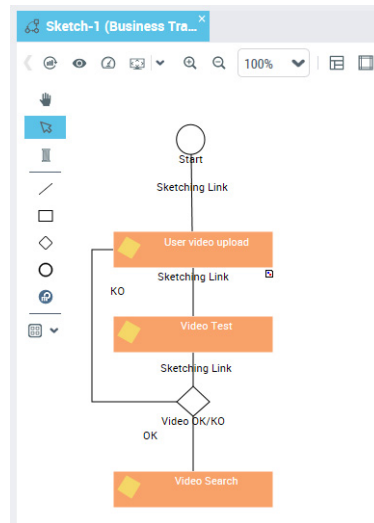 Sketch-1 (Business Tra...
100%
Start
Sketching Link
User video upload
Sketching Link
KO
Video Test
Sketching Link
Video OK/KO
OK
Video Search